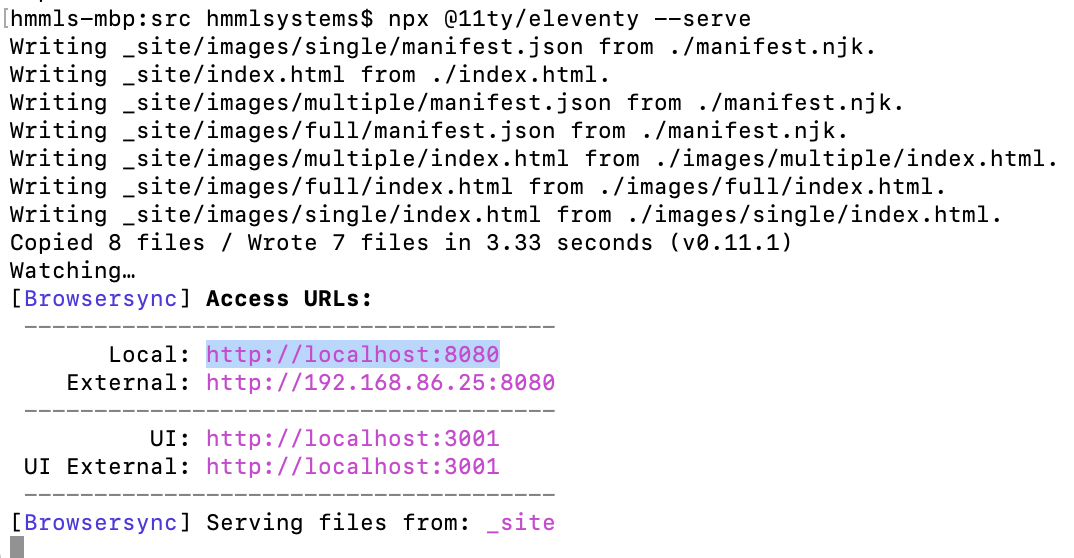 [hmmls-mbp:src hmmlsystems$ npx @11ty/eleventy --serve
Writing _site/images/single/manifest.json from ./manifest.njk.
Writing _site/index.html from ./index.html.
Writing _site/images/multiple/manifest.json from ./manifest.njk.
Writing _site/images/full/manifest.json from ./manifest.njk.
Writing _site/images/multiple/index.html from ./images/multiple/index.html.
Writing _site/images/full/index.html from ./images/full/index.html.
Writing _site/images/single/index.html from ./images/single/index.html.
Copied 8 files / Wrote 7 files in 3.33 seconds (v0.11.1)
Watching…
[Browsersync] Access URLs:
--------------------------------------
Local: http://localhost:8080
External: http://192.168.86.25:8080
--------------------------------------
UI: http://localhost:3001
UI External: http://localhost:3001
--------------------------------------
[Browsersync] Serving files from: _site